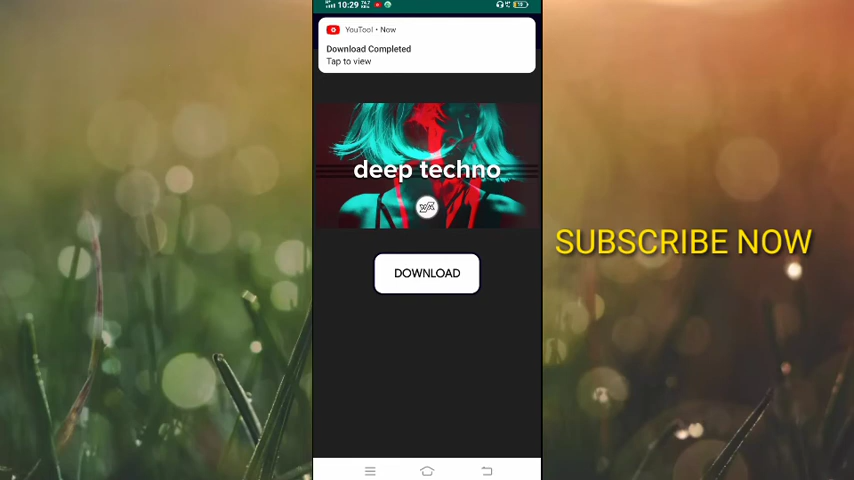 10:29
YouTool • Now
Download Completed
Tap to view
deep techno
DOWNLOAD
SUBSCRIBE NOW